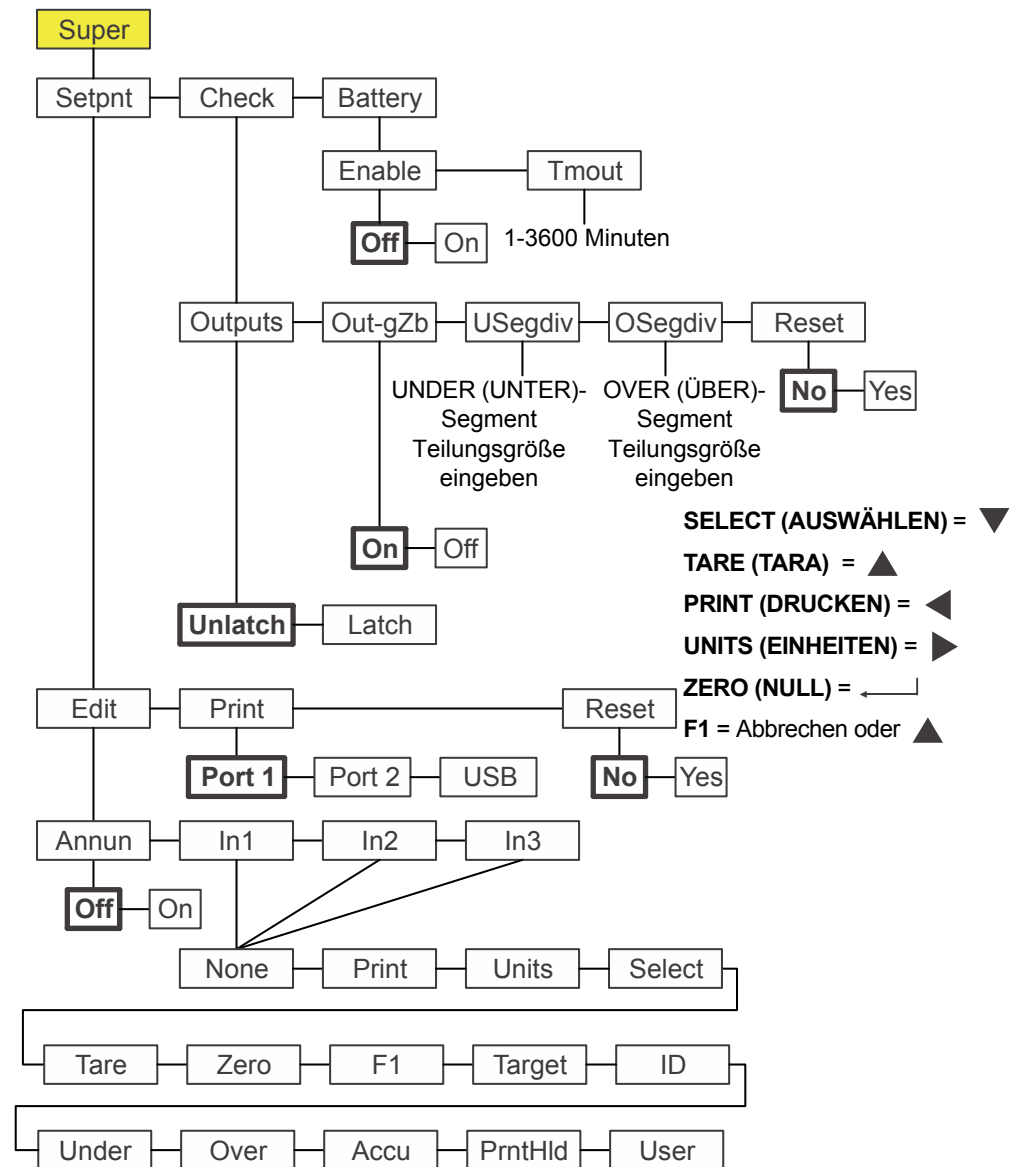 Super
Setpnt Check Battery
Enable Tmout
Off On 1-3600 Minuten
Outputs Out-gZb USegdiv OSegdiv Reset
UNDER (UNTER)-
Segment
Teilungsgröße
eingeben
OVER (ÜBER)-
Segment
Teilungsgröße
eingeben
No Yes
On Off
Unlatch Latch
SELECT (AUSWÄHLEN) = ▼
TARE (TARA) = ▲
PRINT (DRUCKEN) = ◀
UNITS (EINHEITEN) = ▶
ZERO (NULL) = ↵
F1 = Abbrechen oder ▲
Edit Print Reset
Port 1 Port 2 USB No Yes
Annun In1 In2 In3
Off On
None Print Units Select
Tare Zero F1 Target ID
Under Over Accu PrntHld User